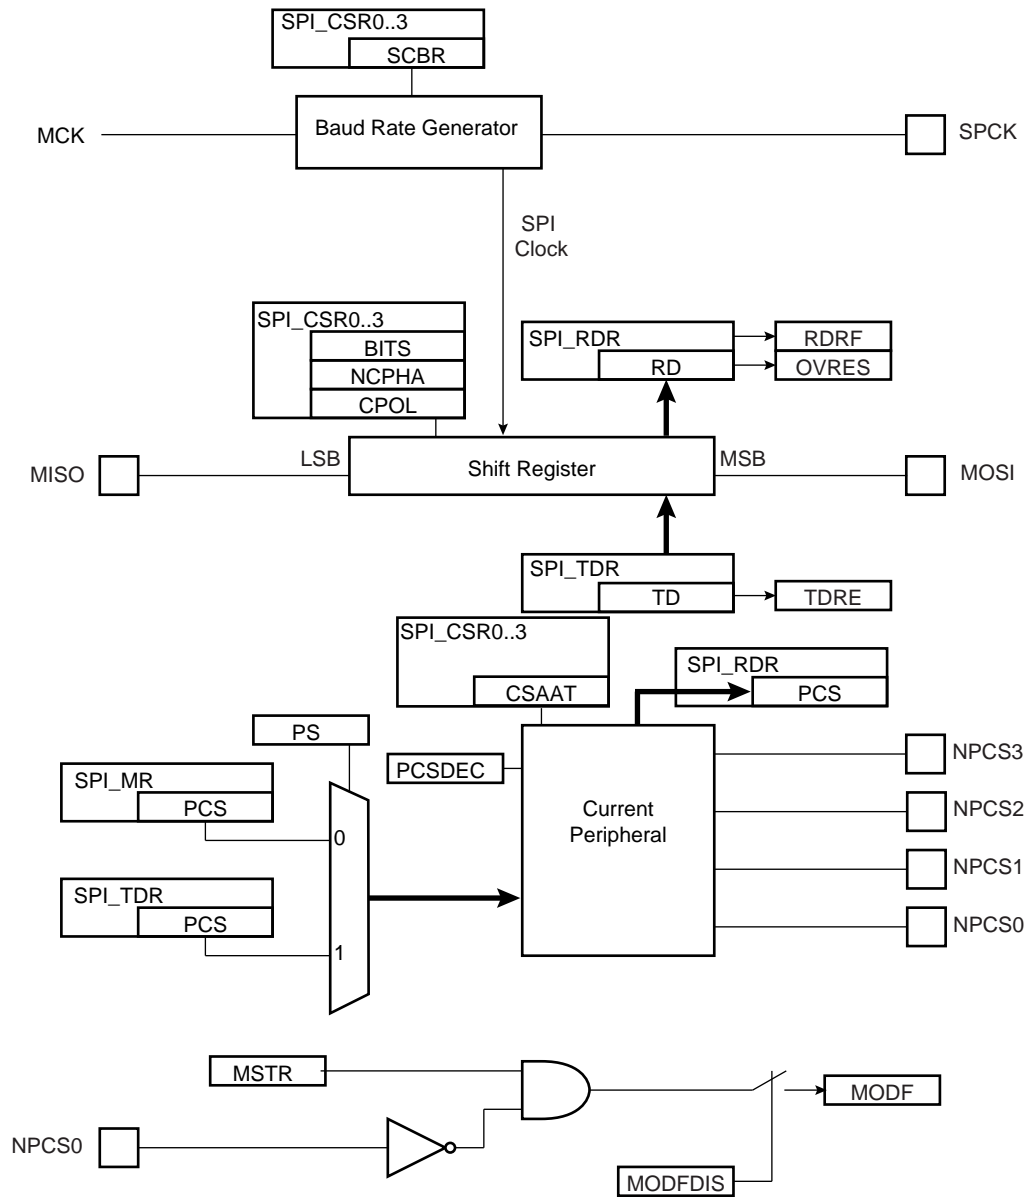 SPI_CSR0..3
SCBR
MCK
Baud Rate Generator
SPCK
SPI
Clock
SPI_CSR0..3
BITS
NCPHA
CPOL
SPI_RDR
RD
RDRF
OVRES
MISO
LSB
Shift Register
MSB
MOSI
SPI_TDR
TD
TDRE
SPI_CSR0..3
CSAAT
SPI_RDR
PCS
PS
PCSDEC
SPI_MR
PCS
0
SPI_TDR
PCS
1
Current
Peripheral
NPCS3
NPCS2
NPCS1
NPCS0
MSTR
MODF
NPCS0
MODFDIS